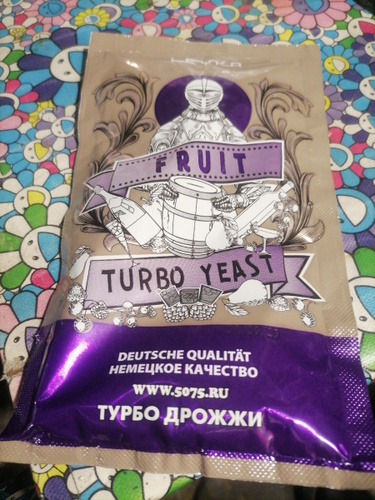 FRUIT
TURBO YEAST
DEUTSCHE QUALITÄT
НЕМЕЦКОЕ КАЧЕСТВО
WWW.5075.RU
ТУРБО ДРОЖЖИ